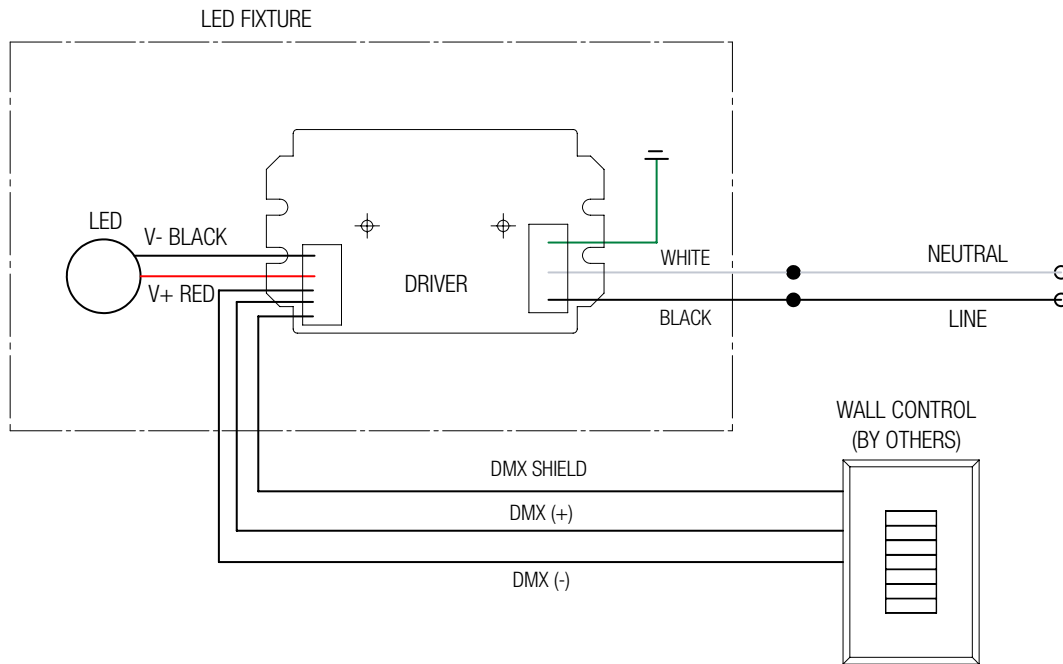 LED FIXTURE
LED
V- BLACK
V+ RED
DRIVER
WHITE
BLACK
NEUTRAL
LINE
WALL CONTROL
(BY OTHERS)
DMX SHIELD
DMX (+)
DMX (-)